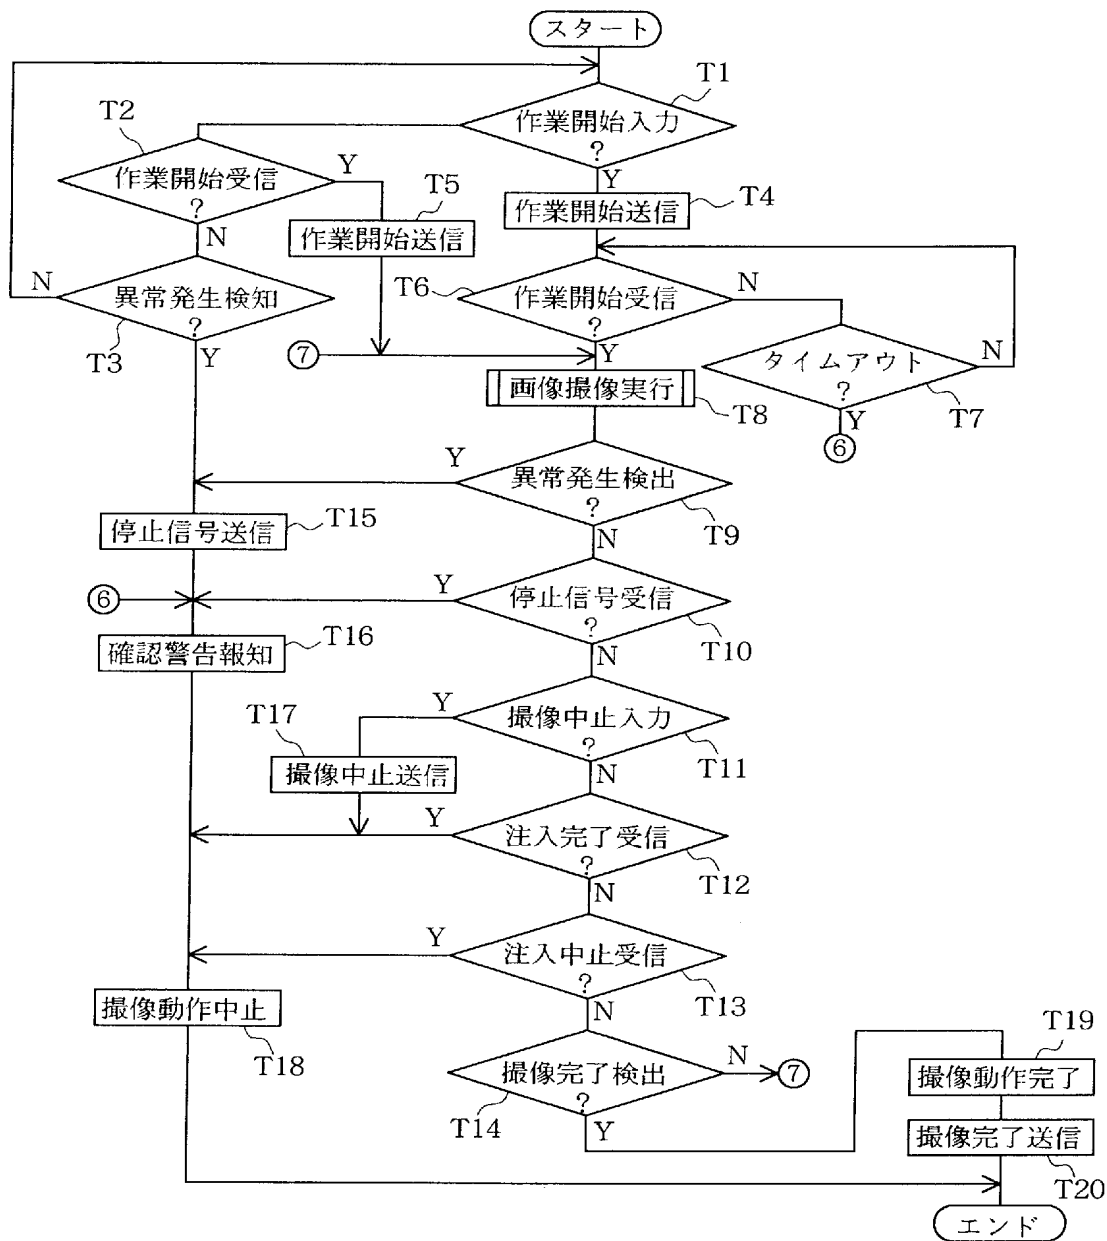 スタート
T1
作業開始入力
?
T2
作業開始受信
?
Y
Y
T5
作業開始送信
T4
作業開始送信
N
N
異常発生検知
?
T3
Y
T6
作業開始受信
?
N
Y
⑦
タイムアウト
?
N
T7
Y
⑥
画像撮像実行
T8
Y
異常発生検出
?
T9
N
停止信号送信
T15
⑥
Y
停止信号受信
?
T10
N
確認警告報知
T16
Y
撮像中止入力
?
T11
N
T17
撮像中止送信
Y
注入完了受信
?
T12
N
Y
注入中止受信
?
T13
N
撮像動作中止
T18
撮像完了検出
?
T14
N
⑦
Y
T19
撮像動作完了
撮像完了送信
T20
エンド